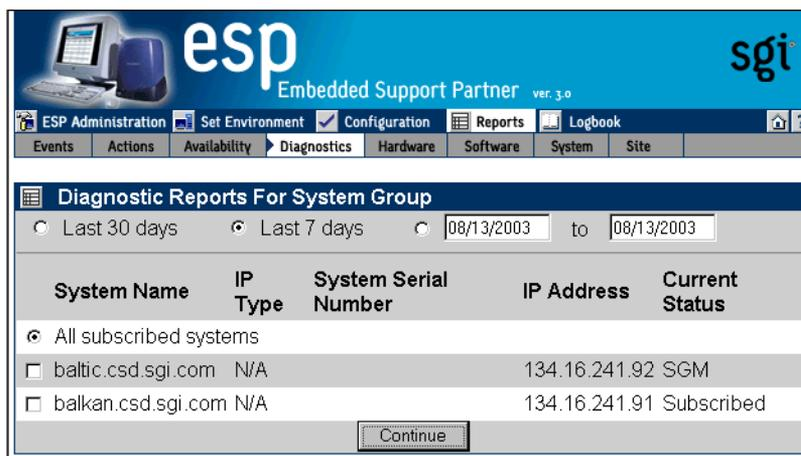 esp
Embedded Support Partner ver. 3.0
sgi
ESP Administration Set Environment Configuration Reports Logbook ?
Events Actions Availability Diagnostics Hardware Software System Site
Diagnostic Reports For System Group
Last 30 days Last 7 days 08/13/2003 to 08/13/2003
System Name IP Type System Serial Number IP Address Current Status
All subscribed systems
baltic.csd.sgi.com N/A 134.16.241.92 SGM
balkan.csd.sgi.com N/A 134.16.241.91 Subscribed
Continue